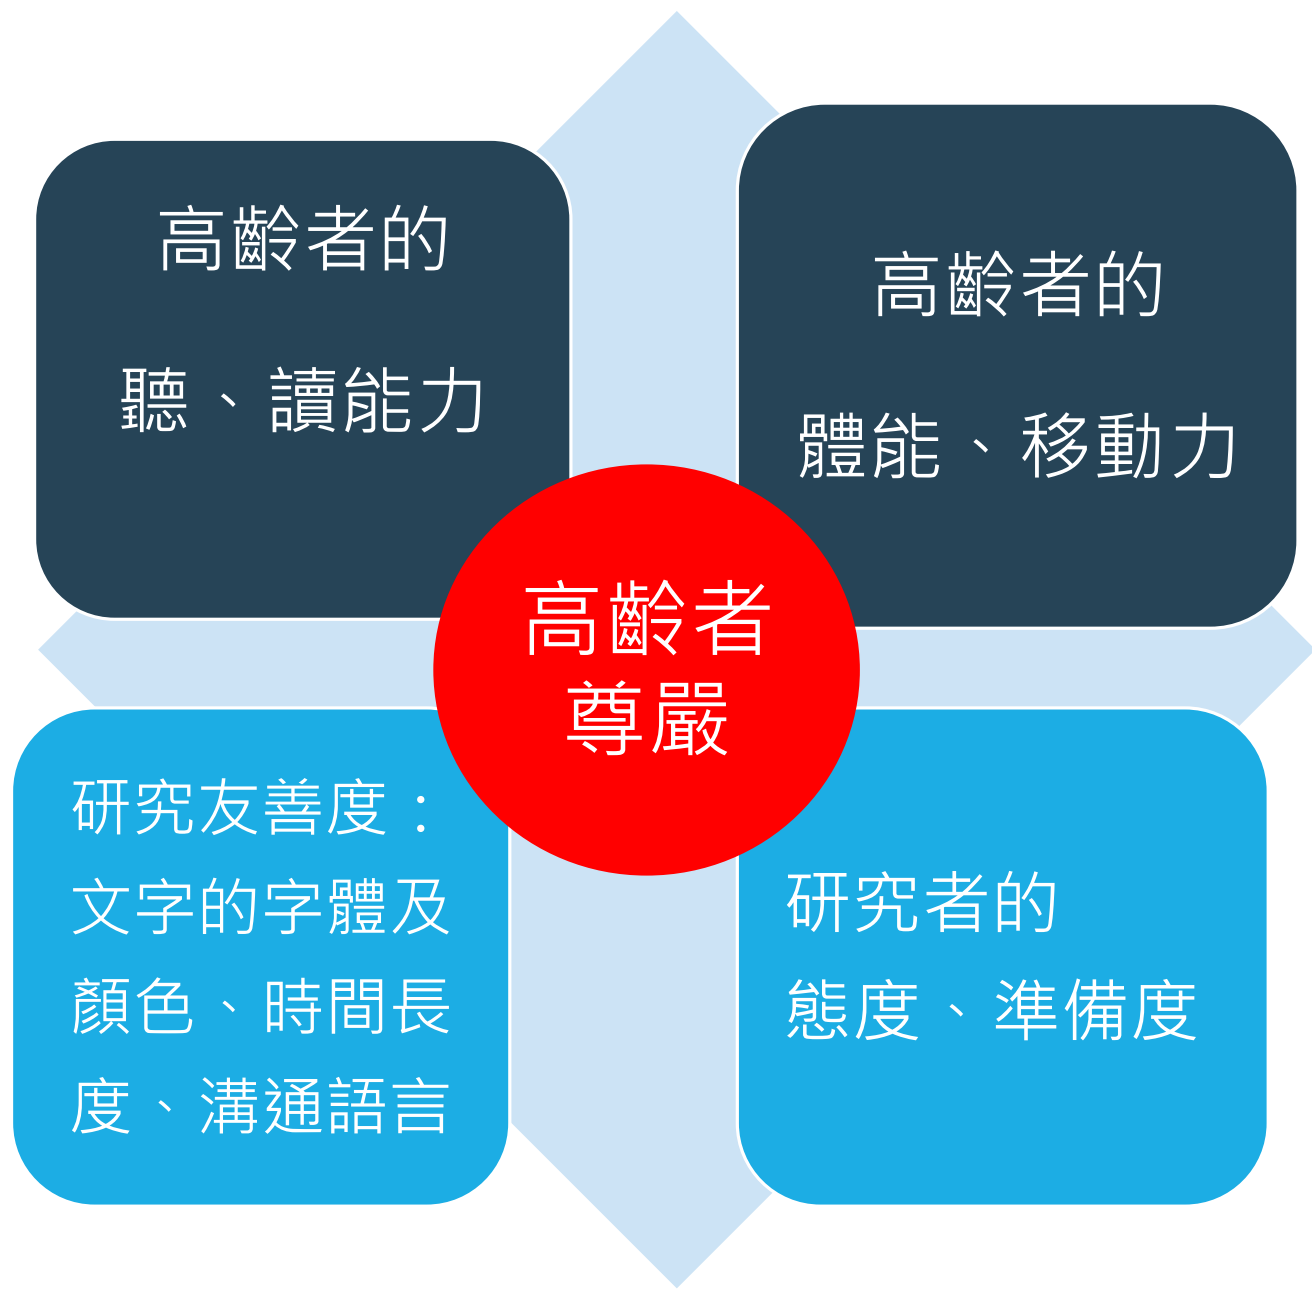 高齡者的
聽、讀能力
高齡者的
體能、移動力
高齡者
尊嚴
研究友善度：
文字的字體及
顏色、時間長
度、溝通語言
研究者的
態度、準備度